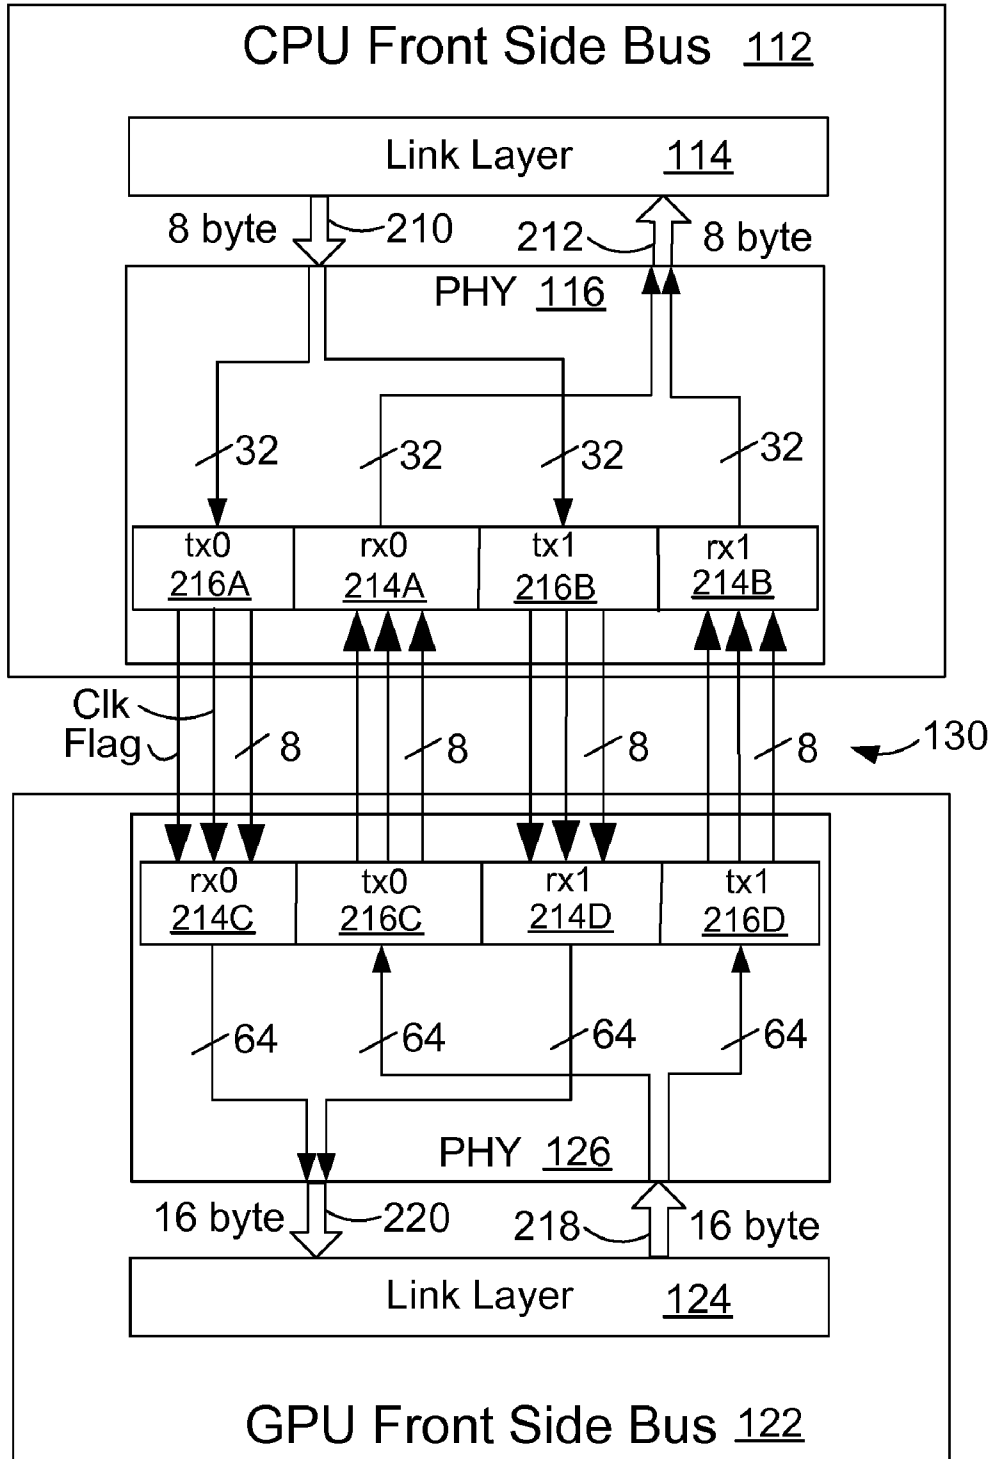 CPU Front Side Bus 112
Link Layer 114
8 byte 210 212 8 byte
PHY 116
32 32 32 32
tx0 rx0 tx1 rx1
216A 214A 216B 214B
Clk
Flag 8 8 8 8 130
rx0 tx0 rx1 tx1
214C 216C 214D 216D
64 64 64 64
PHY 126
16 byte 220 218 16 byte
Link Layer 124
GPU Front Side Bus 122